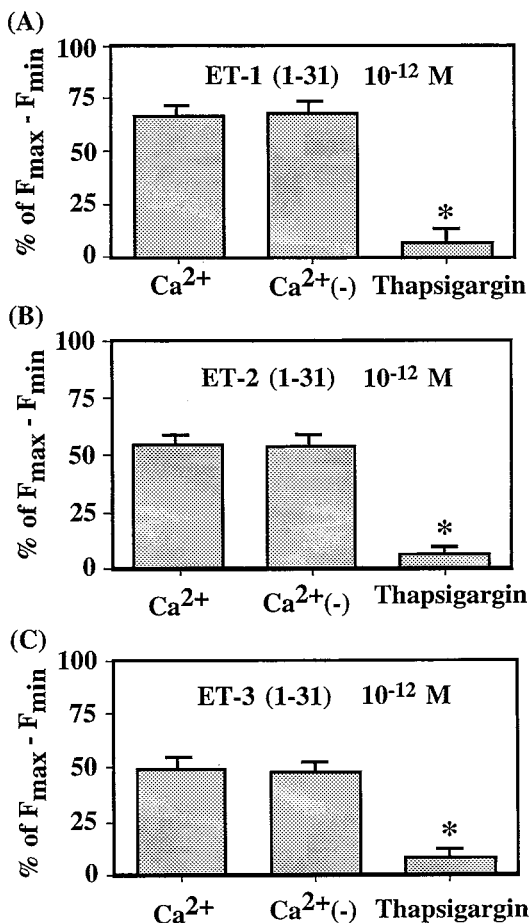 (A)
% of Fmax - Fmin
100
75
50
25
0
ET-1 (1-31) 10-12 M
*
Ca2+ Ca2+(-) Thapsigargin
(B)
% of Fmax - Fmin
100
75
50
25
0
ET-2 (1-31) 10-12 M
*
Ca2+ Ca2+(-) Thapsigargin
(C)
% of Fmax - Fmin
100
75
50
25
0
ET-3 (1-31) 10-12 M
*
Ca2+ Ca2+(-) Thapsigargin